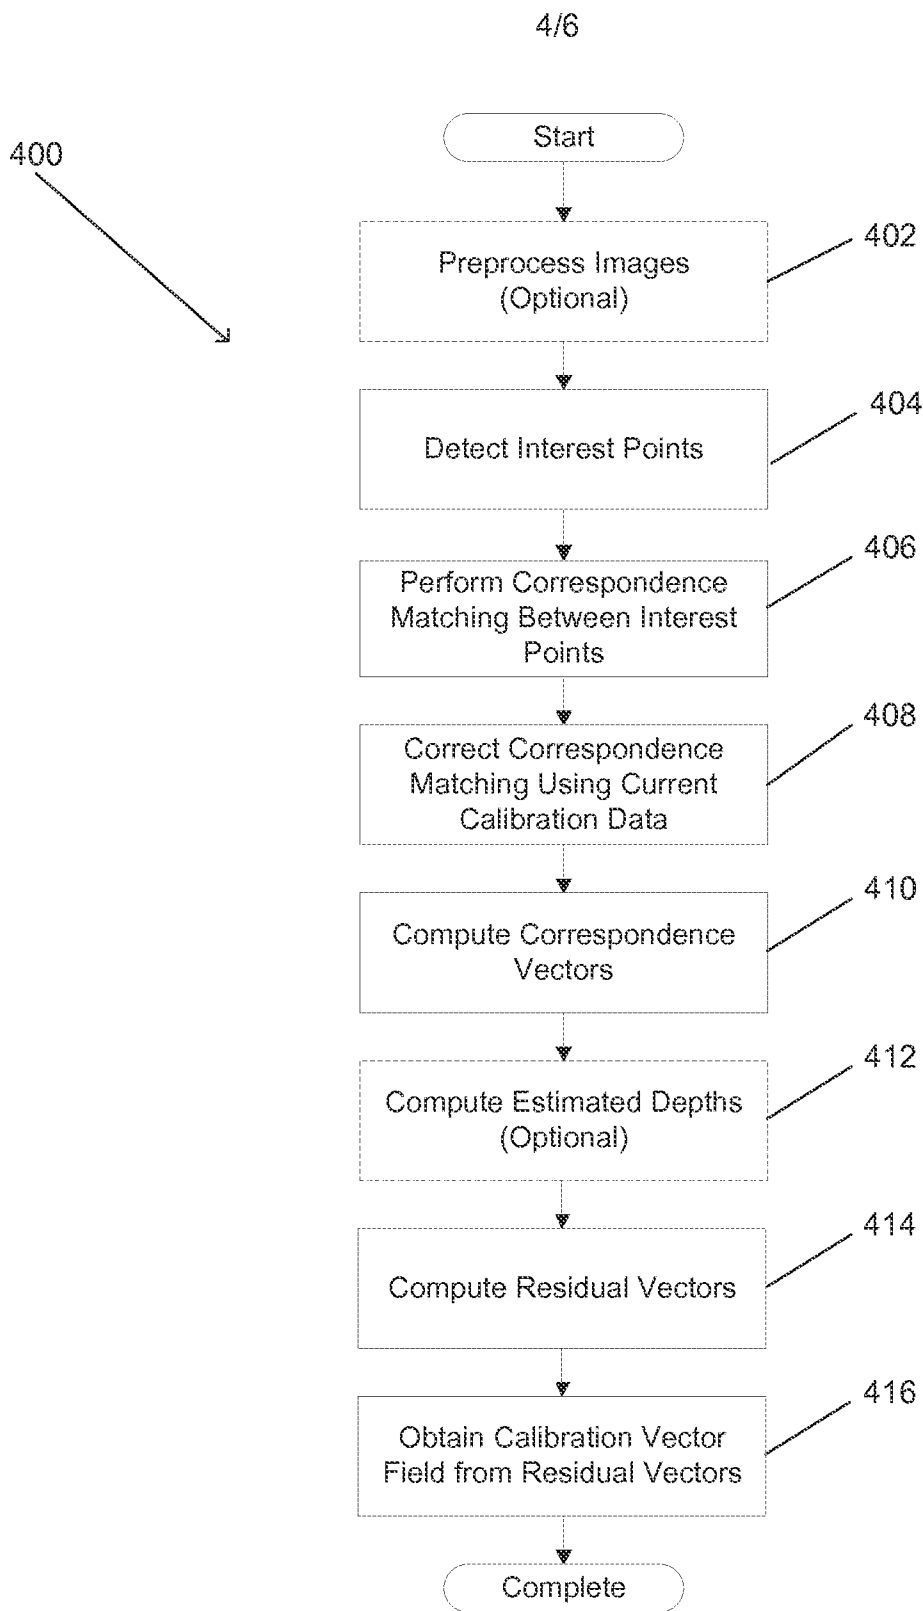 4/6
Start
400
Preprocess Images
(Optional)
402
Detect Interest Points
404
Perform Correspondence
Matching Between Interest
Points
406
Correct Correspondence
Matching Using Current
Calibration Data
408
Compute Correspondence
Vectors
410
Compute Estimated Depths
(Optional)
412
Compute Residual Vectors
414
Obtain Calibration Vector
Field from Residual Vectors
416
Complete